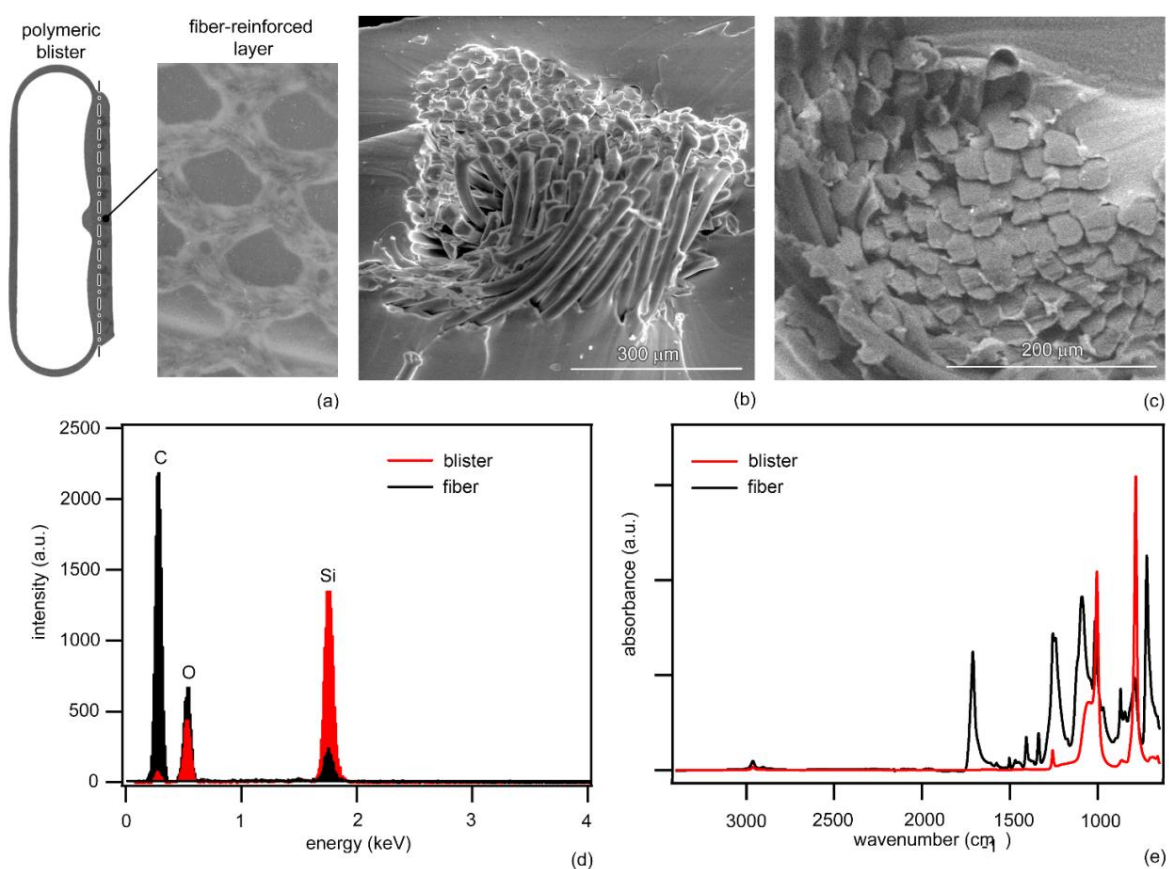 polymeric
blister
fiber-reinforced
layer
(a)
300 μm
(b)
200 μm
(c)
2500
2000
1500
1000
500
0
intensity (a.u.)
C
O
Si
blister
fiber
0
1
2
3
4
energy (keV)
(d)
absorbance (a.u.)
blister
fiber
3000
2500
2000
1500
1000
wavenumber (cm-1)
(e)